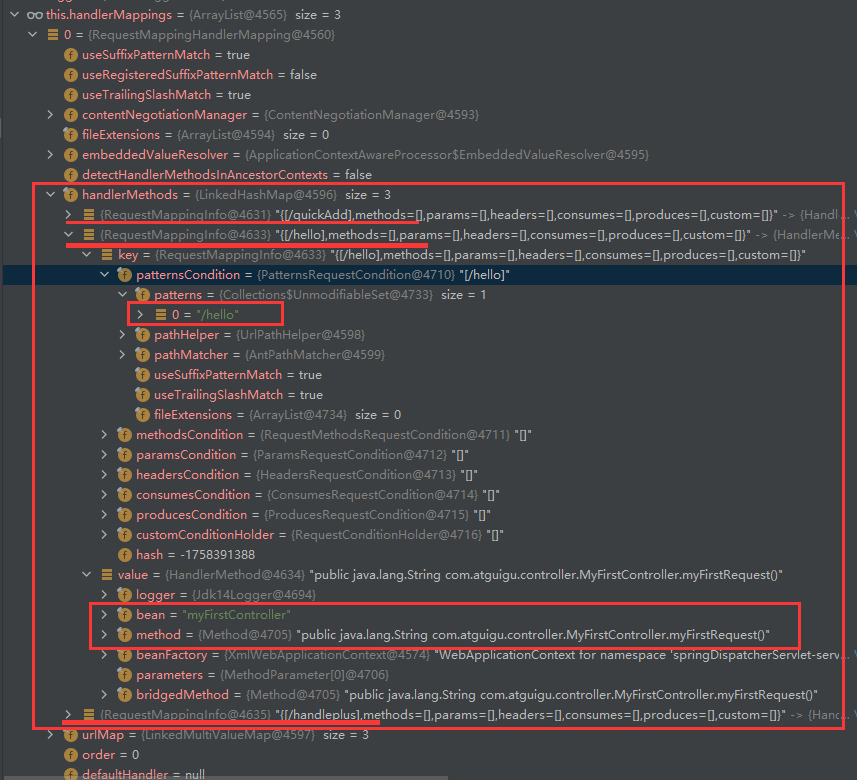 this.handlerMappings = {ArrayList@4565} size = 3
0 = {RequestMappingHandlerMapping@4560}
useSuffixPatternMatch = true
useRegisteredSuffixPatternMatch = false
useTrailingSlashMatch = true
contentNegotiationManager = {ContentNegotiationManager@4593}
fileExtensions = {ArrayList@4594} size = 0
embeddedValueResolver = {ApplicationContextAwareProcessor$EmbeddedValueResolver@4595}
detectHandlerMethodsInAncestorContexts = false
handlerMethods = {LinkedHashMap@4596} size = 3
{RequestMappingInfo@4631} "{[/quickAdd],methods=[],params=[],headers=[],consumes=[],produces=[],custom=[]}" -> {Handl... V
{RequestMappingInfo@4633} "{[/hello],methods=[],params=[],headers=[],consumes=[],produces=[],custom=[]}" -> {HandlerMe... V
key = {RequestMappingInfo@4633} "{[/hello],methods=[],params=[],headers=[],consumes=[],produces=[],custom=[]}"
patternsCondition = {PatternsRequestCondition@4710} "[/hello]"
patterns = {Collections$UnmodifiableSet@4733} size = 1
0 = "/hello"
pathHelper = {UrlPathHelper@4598}
pathMatcher = {AntPathMatcher@4599}
useSuffixPatternMatch = true
useTrailingSlashMatch = true
fileExtensions = {ArrayList@4734} size = 0
methodsCondition = {RequestMethodsRequestCondition@4711} "[]"
paramsCondition = {ParamsRequestCondition@4712} "[]"
headersCondition = {HeadersRequestCondition@4713} "[]"
consumesCondition = {ConsumesRequestCondition@4714} "[]"
producesCondition = {ProducesRequestCondition@4715} "[]"
customConditionHolder = {RequestConditionHolder@4716} "[]"
hash = -1758391388
value = {HandlerMethod@4634} "public java.lang.String com.atguigu.controller.MyFirstController.myFirstRequest()"
logger = {Jdk14Logger@4694}
bean = "myFirstController"
method = {Method@4705} "public java.lang.String com.atguigu.controller.MyFirstController.myFirstRequest()"
beanFactory = {XmlWebApplicationContext@4574} "WebApplicationContext for namespace 'springDispatcherServlet-serv... V
parameters = {MethodParameter[0]@4706}
bridgedMethod = {Method@4705} "public java.lang.String com.atguigu.controller.MyFirstController.myFirstRequest()"
{RequestMappingInfo@4635} "{[/handleplus],methods=[],params=[],headers=[],consumes=[],produces=[],custom=[]}" -> {Hand... V
urlMap = {LinkedMultiValueMap@4597} size = 3
order = 0
defaultHandler = null